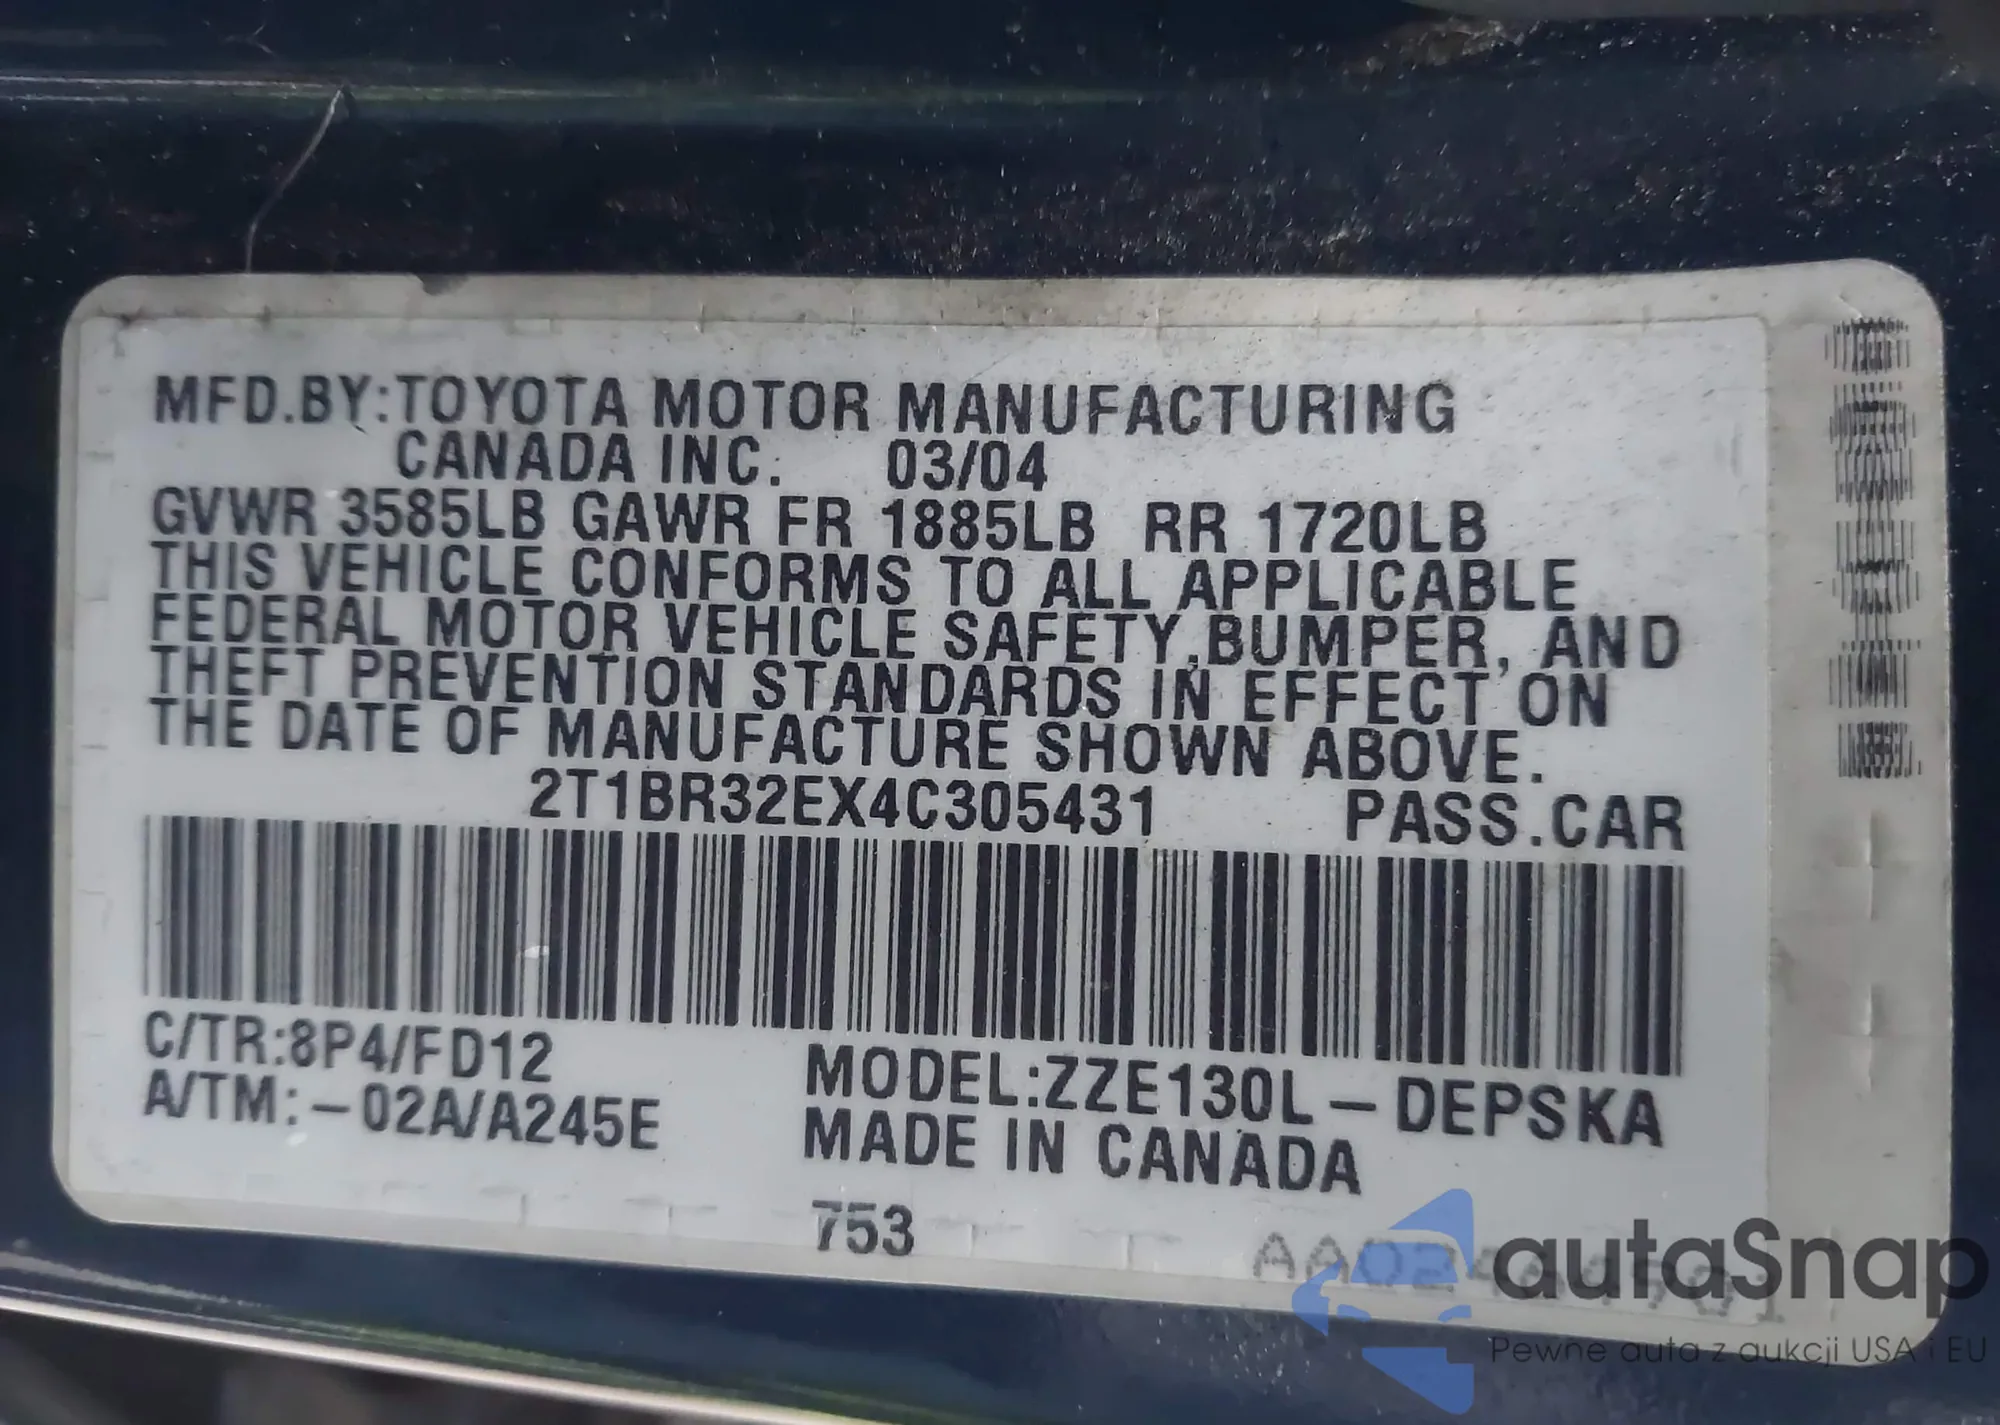 MFD.BY:TOYOTA MOTOR MANUFACTURING
CANADA INC. 03/04
GVWR 3585LB GAWR FR 1885LB RR 1720LB
THIS VEHICLE CONFORMS TO ALL APPLICABLE
FEDERAL MOTOR VEHICLE SAFETY,BUMPER, AND
THEFT PREVENTION STANDARDS IN EFFECT ON
THE DATE OF MANUFACTURE SHOWN ABOVE.
2T1BR32EX4C305431 PASS.CAR
C/TR:8P4/FD12
A/TM:-02A/A245E
MODEL:ZZE130L-DEPSKA
MADE IN CANADA
753
autaSnap
Pewne auta z aukcji USA i EU